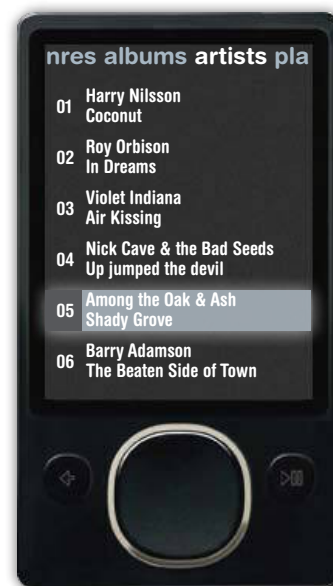 nres albums artists pla
01 Harry Nilsson
Coconut
02 Roy Orbison
In Dreams
03 Violet Indiana
Air Kissing
04 Nick Cave & the Bad Seeds
Up jumped the devil
05 Among the Oak & Ash
Shady Grove
06 Barry Adamson
The Beaten Side of Town